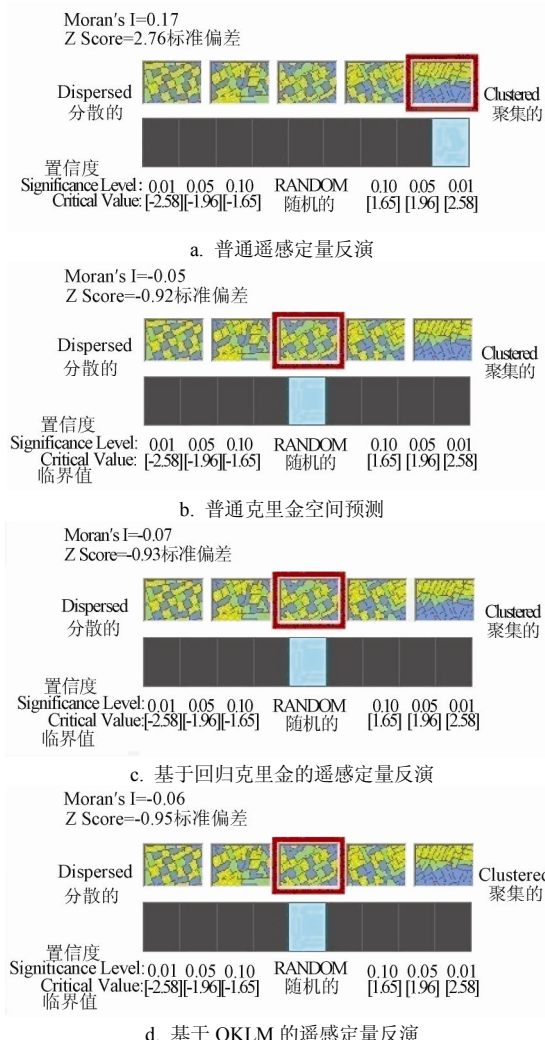 Moran's I=0.17
Z Score=2.76标准偏差
Dispersed
分散的
Clustered
聚集的
置信度
Significance Level: 0.01 0.05 0.10 RANDOM 0.10 0.05 0.01
Critical Value:[-2.58][-1.96][-1.65] 随机的 [1.65] [1.96] [2.58]
a. 普通遥感定量反演
Moran's I=-0.05
Z Score=-0.92标准偏差
Dispersed
分散的
Clustered
聚集的
置信度
Significance Level: 0.01 0.05 0.10 RANDOM 0.10 0.05 0.01
Critical Value: [-2.58][-1.96][-1.65] 随机的 [1.65] [1.96] [2.58]
临界值
b. 普通克里金空间预测
Moran's I=-0.07
Z Score=-0.93标准偏差
Dispersed
分散的
Clustered
聚集的
置信度
Significance Level: 0.01 0.05 0.10 RANDOM 0.10 0.05 0.01
Critical Value:[-2.58][-1.96][-1.65] 随机的 [1.65] [1.96] [2.58]
临界值
c. 基于回归克里金的遥感定量反演
Moran's I=-0.06
Z Score=-0.95标准偏差
Dispersed
分散的
Clustered
聚集的
置信度
Significance Level: 0.01 0.05 0.10 RANDOM 0.10 0.05 0.01
Critical Value:[-2.58][-1.96][-1.65] 随机的 [1.65] [1.96] [2.58]
临界值
d. 基于 OKLM 的遥感定量反演